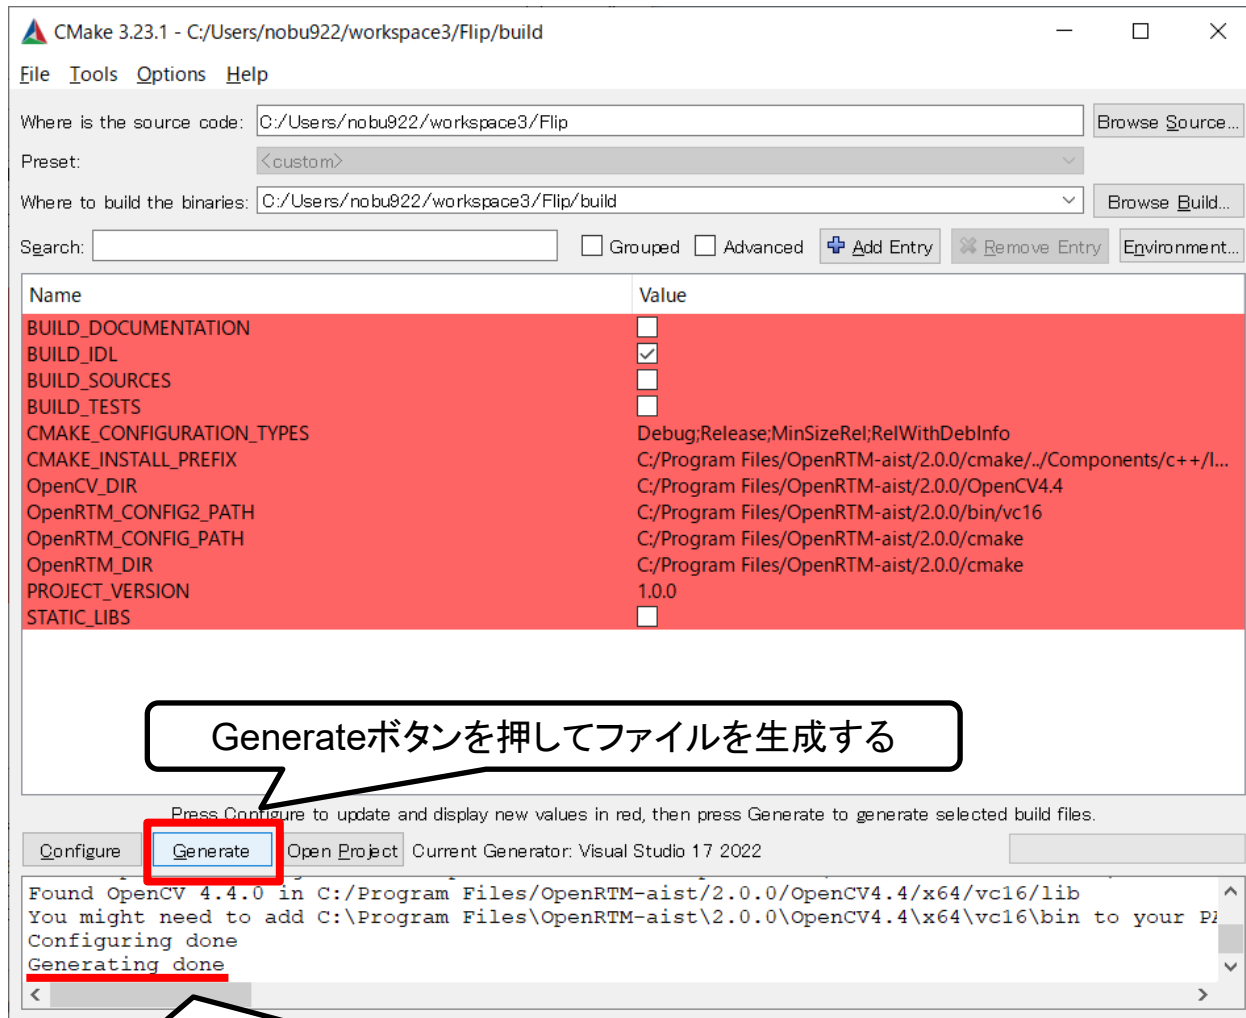 CMake 3.23.1 - C:/Users/nobu922/workspace3/Flip/build
File Tools Options Help
Where is the source code: C:/Users/nobu922/workspace3/Flip Browse Source...
Preset: <custom>
Where to build the binaries: C:/Users/nobu922/workspace3/Flip/build Browse Build...
Search: Grouped Advanced Add Entry Remove Entry Environment...
Name Value
BUILD_DOCUMENTATION
BUILD_IDL
BUILD_SOURCES
BUILD_TESTS
CMAKE_CONFIGURATION_TYPES Debug;Release;MinSizeRel;RelWithDebInfo
CMAKE_INSTALL_PREFIX C:/Program Files/OpenRTM-aist/2.0.0/cmake/../Components/c++/I...
OpenCV_DIR C:/Program Files/OpenRTM-aist/2.0.0/OpenCV4.4
OpenRTM_CONFIG2_PATH C:/Program Files/OpenRTM-aist/2.0.0/bin/vc16
OpenRTM_CONFIG_PATH C:/Program Files/OpenRTM-aist/2.0.0/cmake
OpenRTM_DIR C:/Program Files/OpenRTM-aist/2.0.0/cmake
PROJECT_VERSION 1.0.0
STATIC_LIBS
Generateボタンを押してファイルを生成する
Press Configure to update and display new values in red, then press Generate to generate selected build files.
Configure Generate Open Project Current Generator: Visual Studio 17 2022
Found OpenCV 4.4.0 in C:/Program Files/OpenRTM-aist/2.0.0/OpenCV4.4/x64/vc16/lib
You might need to add C:\Program Files\OpenRTM-aist\2.0.0\OpenCV4.4\x64\vc16\bin to your
Configuring done
Generating done